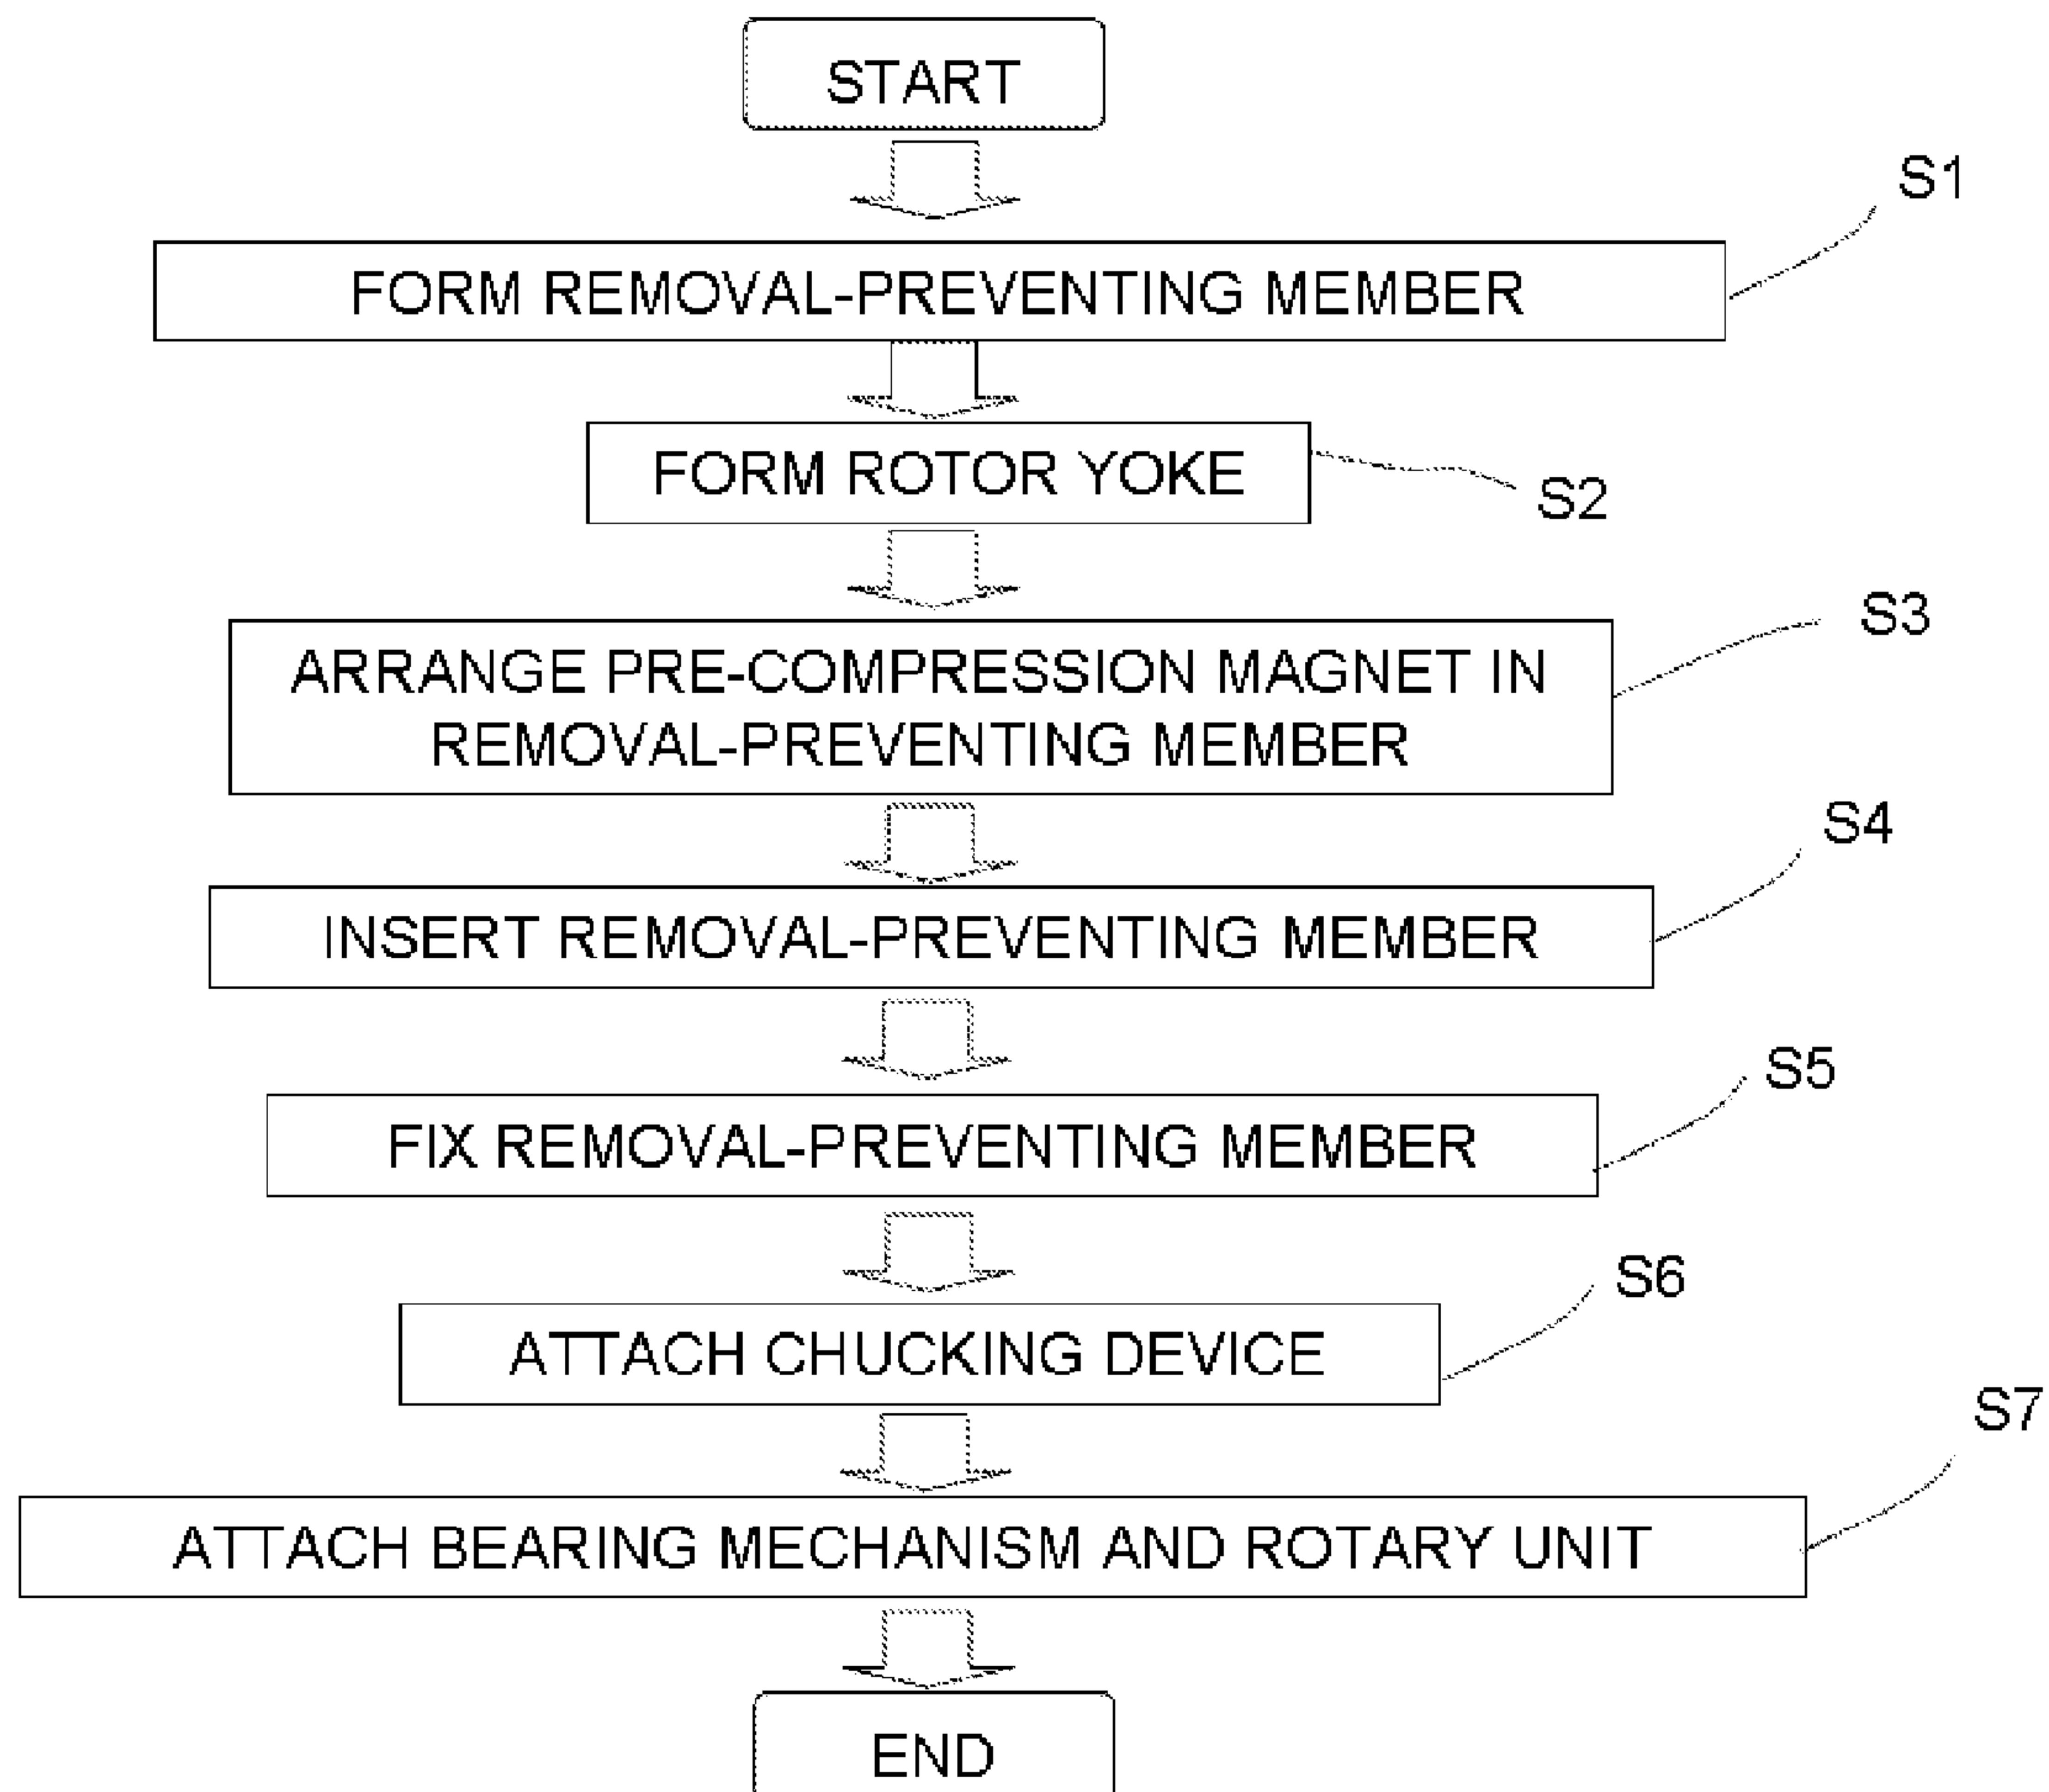 START
S1
FORM REMOVAL-PREVENTING MEMBER
FORM ROTOR YOKE
S2
S3
ARRANGE PRE-COMPRESSION MAGNET IN
REMOVAL-PREVENTING MEMBER
S4
INSERT REMOVAL-PREVENTING MEMBER
S5
FIX REMOVAL-PREVENTING MEMBER
S6
ATTACH CHUCKING DEVICE
S7
ATTACH BEARING MECHANISM AND ROTARY UNIT
END